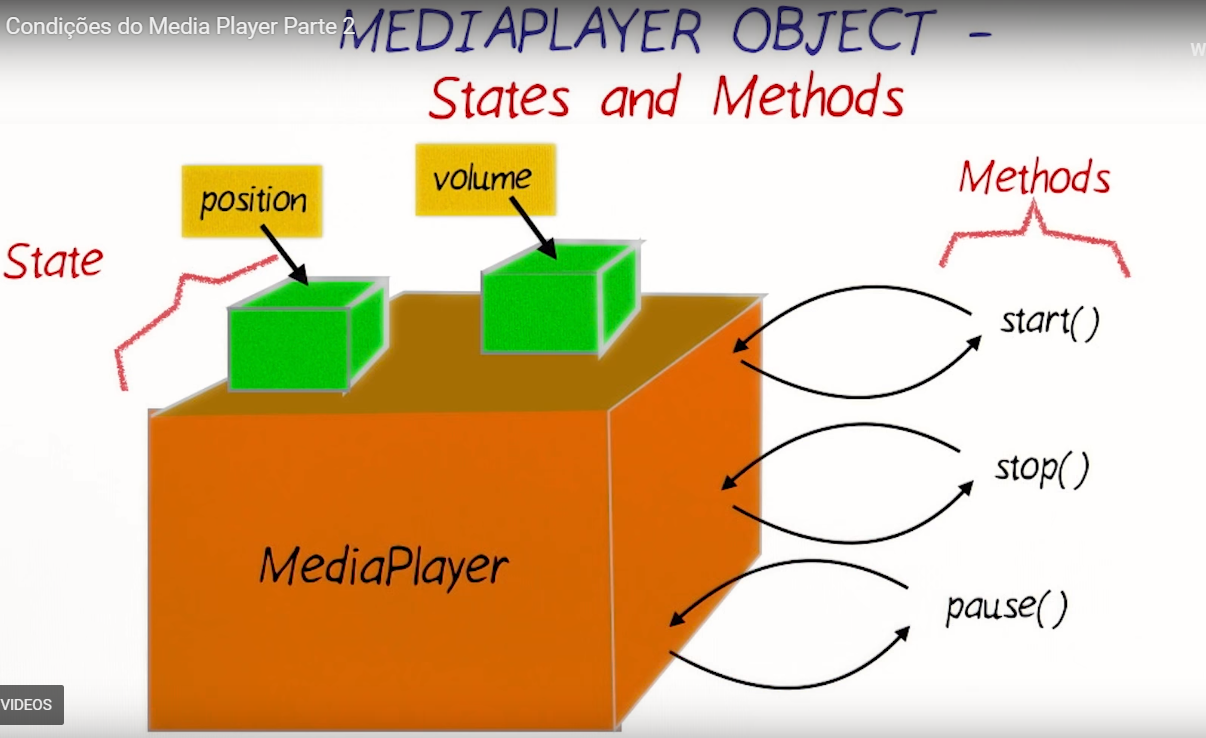 Condições do Media Player Parte 2
MEDIAPLAYER OBJECT -
States and Methods
position
volume
Methods
State
start()
stop()
MediaPlayer
pause()
VIDEOS